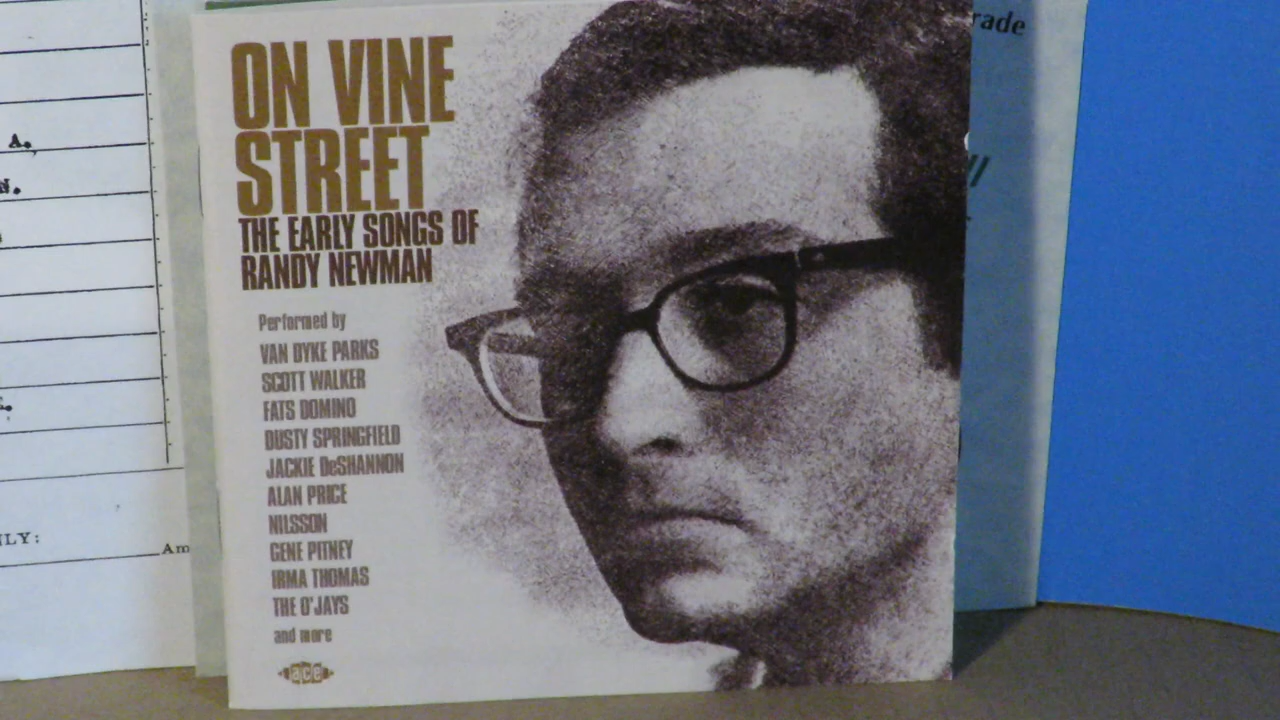 ON VINE
STREET
THE EARLY SONGS OF
RANDY NEWMAN
Performed by
VAN DYKE PARKS
SCOTT WALKER
FATS DOMINO
DUSTY SPRINGFIELD
JACKIE DeSHANNON
ALAN PRICE
NILSSON
GENE PITNEY
IRMA THOMAS
THE O'JAYS
and more
ace
A.
N.
LY:
Am
rade